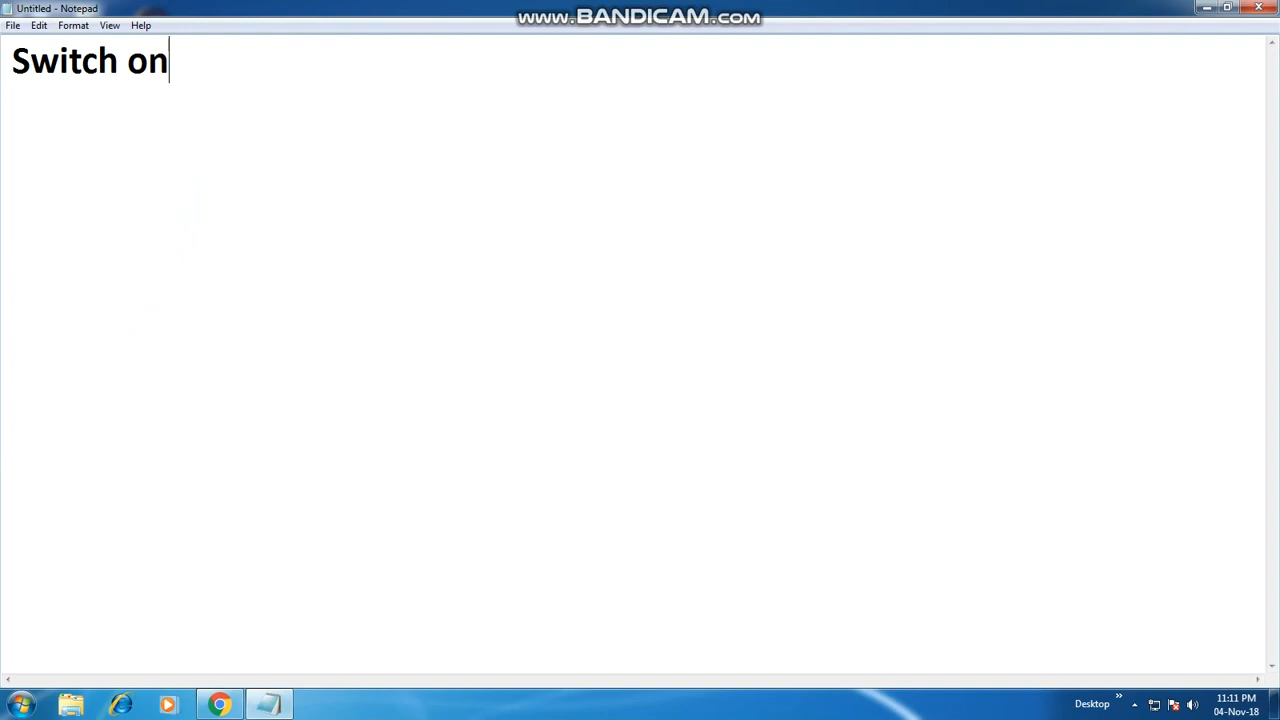 Untitled - Notepad
www.BANDICAM.com
File Edit Format View Help
Switch on
Desktop
11:11 PM
04-Nov-18